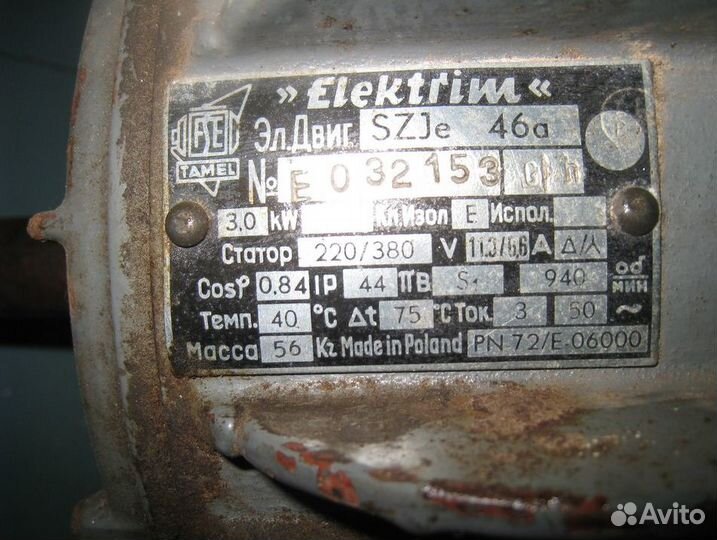 » Elektrim «
FSE
TAMEL
Эл.Двиг. SZJe 46a
№ E 032153
3,0 kW Кл.Изол E Испол.
Статор 220/380 V 11,3/6,6 A Δ/⅄
Cosφ 0.84 IP 44 ПВ. S1 940 об/мин
Темп. 40 °C Δt 75 °C Ток. 3 50 ~
Масса 56 Kг Made in Poland PN 72/E-06000
Avito